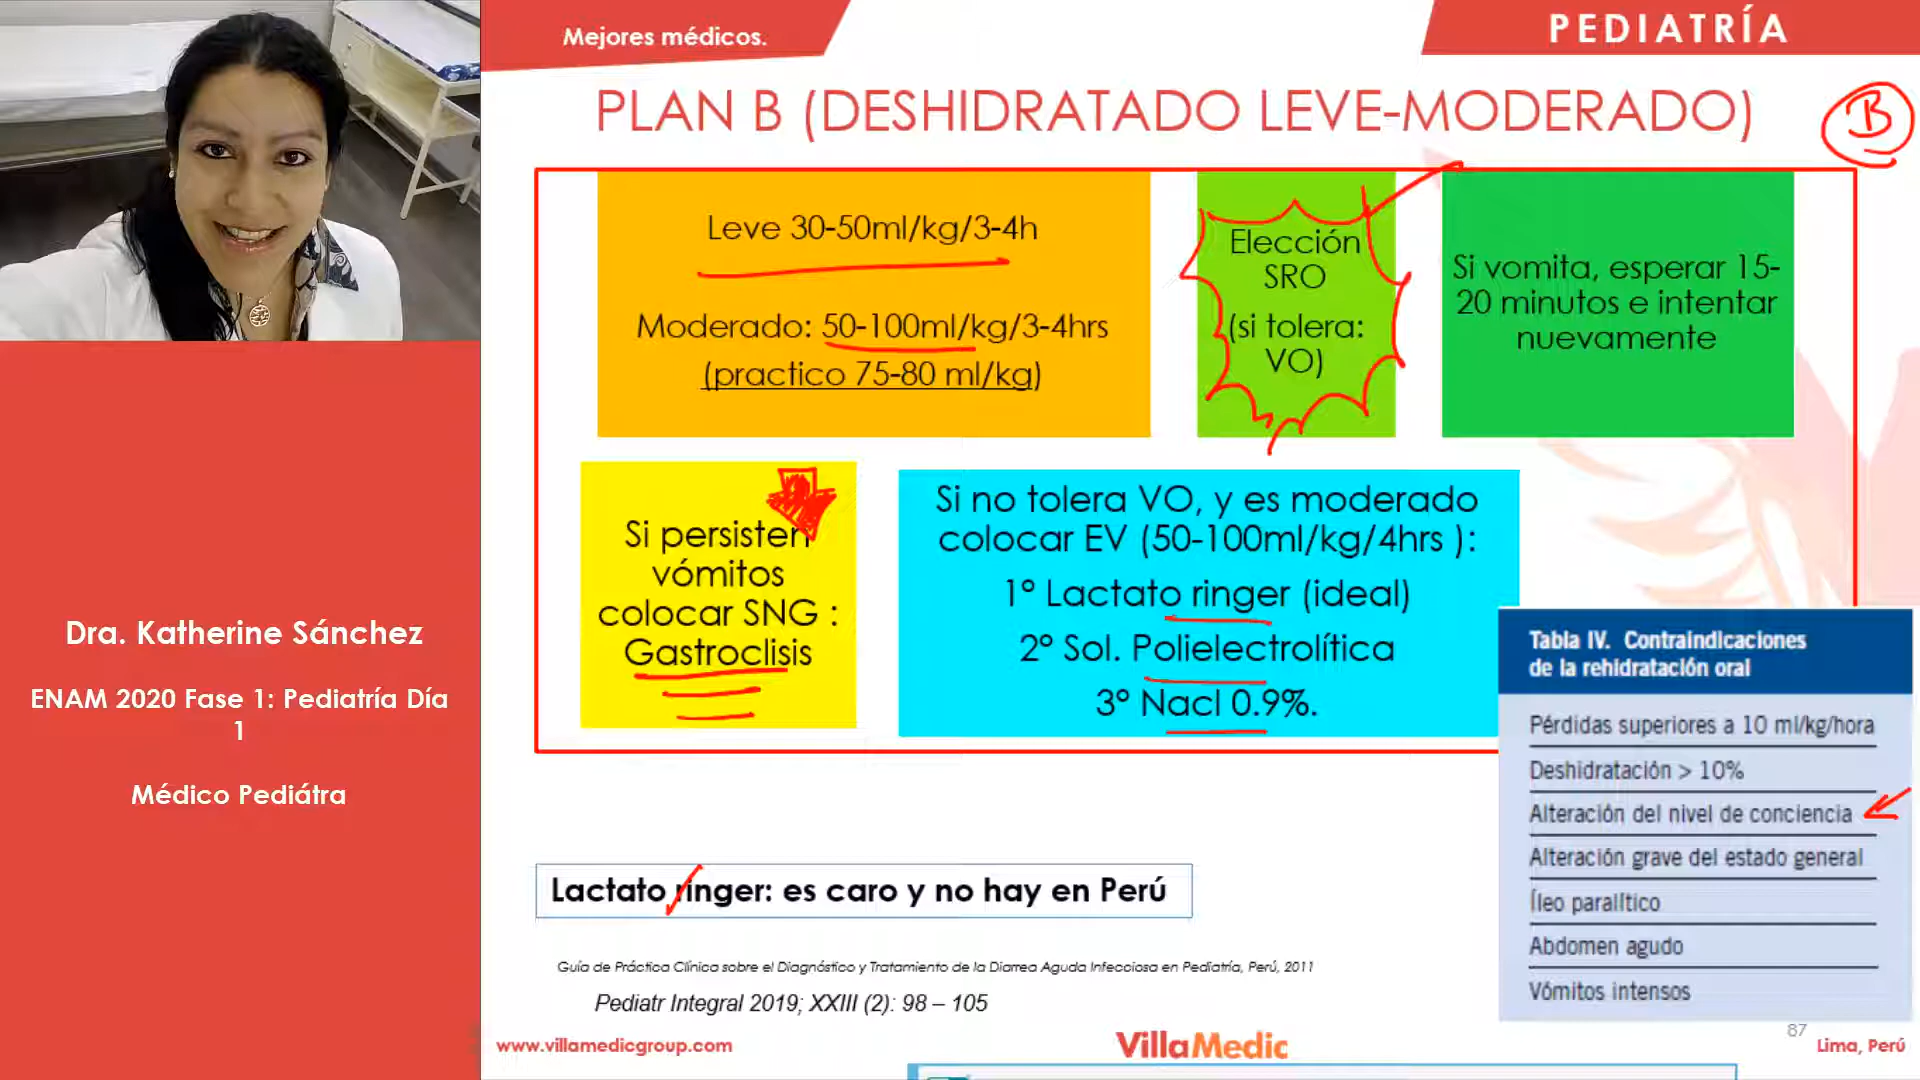 Mejores médicos.
PEDIATRÍA
PLAN B (DESHIDRATADO LEVE-MODERADO)
B
Leve 30-50ml/kg/3-4h
Moderado: 50-100ml/kg/3-4hrs
(practico 75-80 ml/kg)
Elección
SRO
(si tolera:
VO)
Si vomita, esperar 15-
20 minutos e intentar
nuevamente
Si persisten
vómitos
colocar SNG :
Gastroclisis
Si no tolera VO, y es moderado
colocar EV (50-100ml/kg/4hrs ):
1º Lactato ringer (ideal)
2º Sol. Polielectrolítica
3º Nacl 0.9%.
Tabla IV. Contraindicaciones
de la rehidratación oral
Pérdidas superiores a 10 ml/kg/hora
Deshidratación > 10%
Alteración del nivel de conciencia
Alteración grave del estado general
Íleo paralítico
Abdomen agudo
Vómitos intensos
Lactato ringer: es caro y no hay en Perú
Guía de Práctica Clínica sobre el Diagnóstico y Tratamiento de la Diarrea Aguda Infecciosa en Pediatría, Perú, 2011
Pediatr Integral 2019; XXIII (2): 98 – 105
www.villamedicgroup.com
VillaMedic
87
Lima, Perú
Dra. Katherine Sánchez
ENAM 2020 Fase 1: Pediatría Día
1
Médico Pediátra